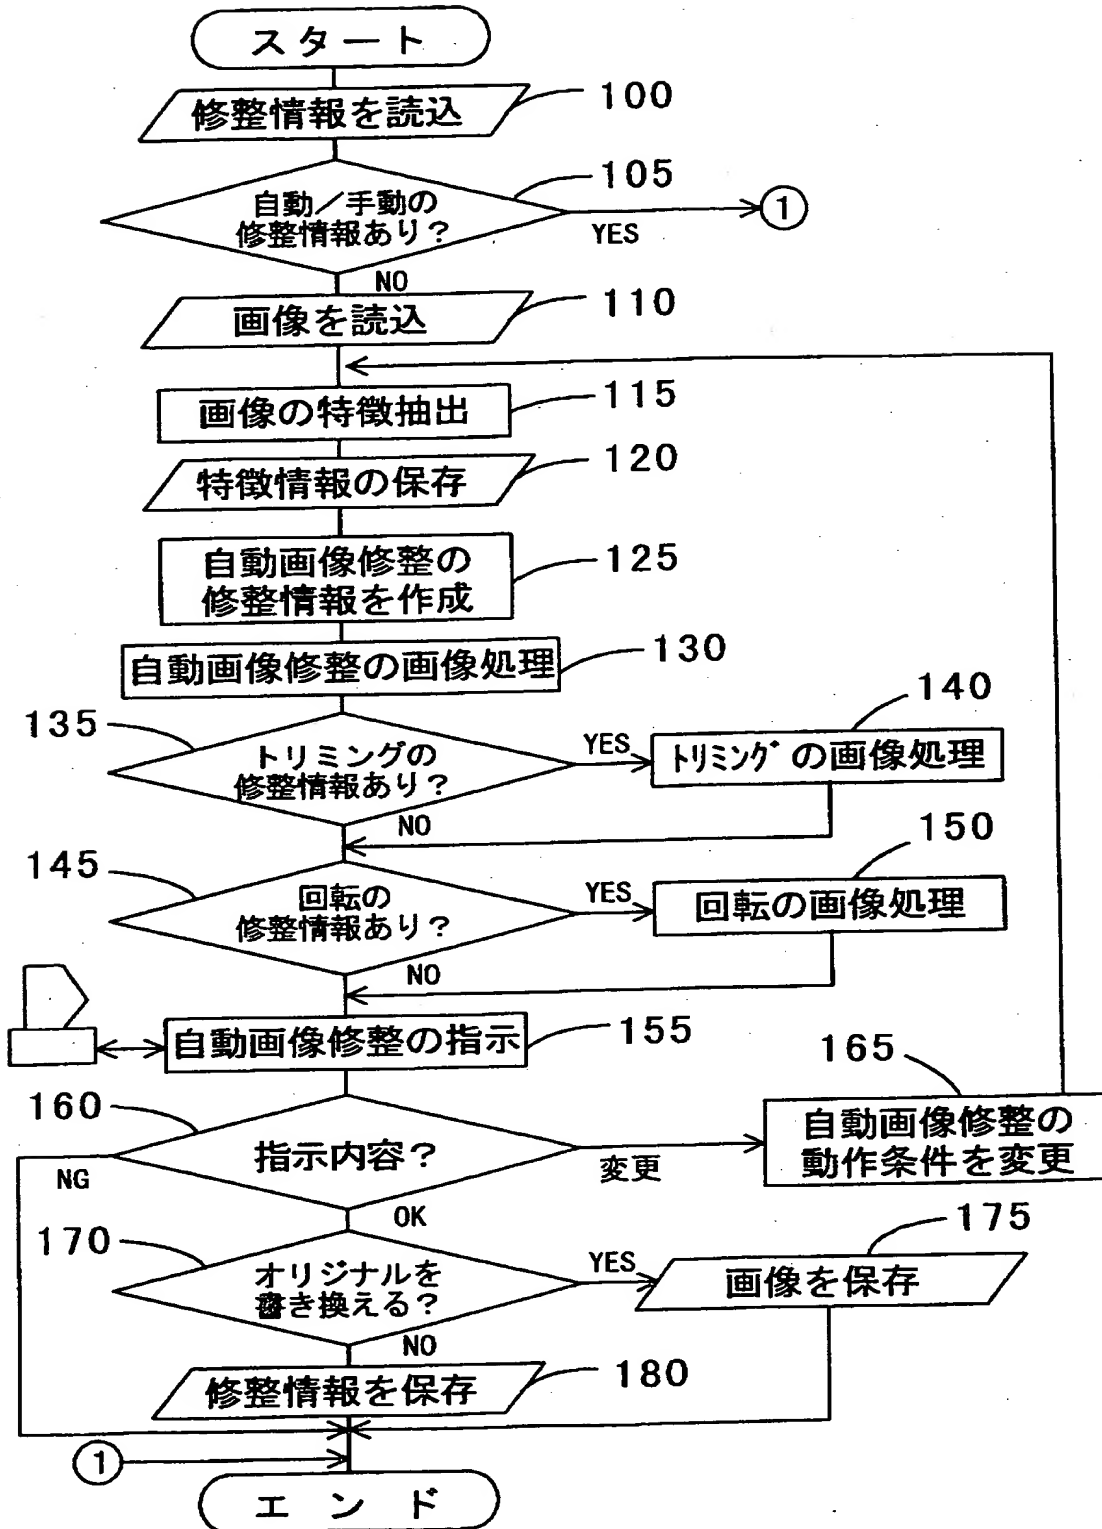 スタート
修整情報を読込
100
自動／手動の
修整情報あり？
105
YES
1
NO
画像を読込
110
画像の特徴抽出
115
特徴情報の保存
120
自動画像修整の
修整情報を作成
125
自動画像修整の画像処理
130
135
トリミングの
修整情報あり？
YES
140
ﾄﾘﾐﾝｸﾞの画像処理
NO
145
回転の
修整情報あり？
YES
150
回転の画像処理
NO
自動画像修整の指示
155
160
指示内容？
NG
変更
165
自動画像修整の
動作条件を変更
OK
170
オリジナルを
書き換える？
YES
175
画像を保存
NO
修整情報を保存
180
1
エンド